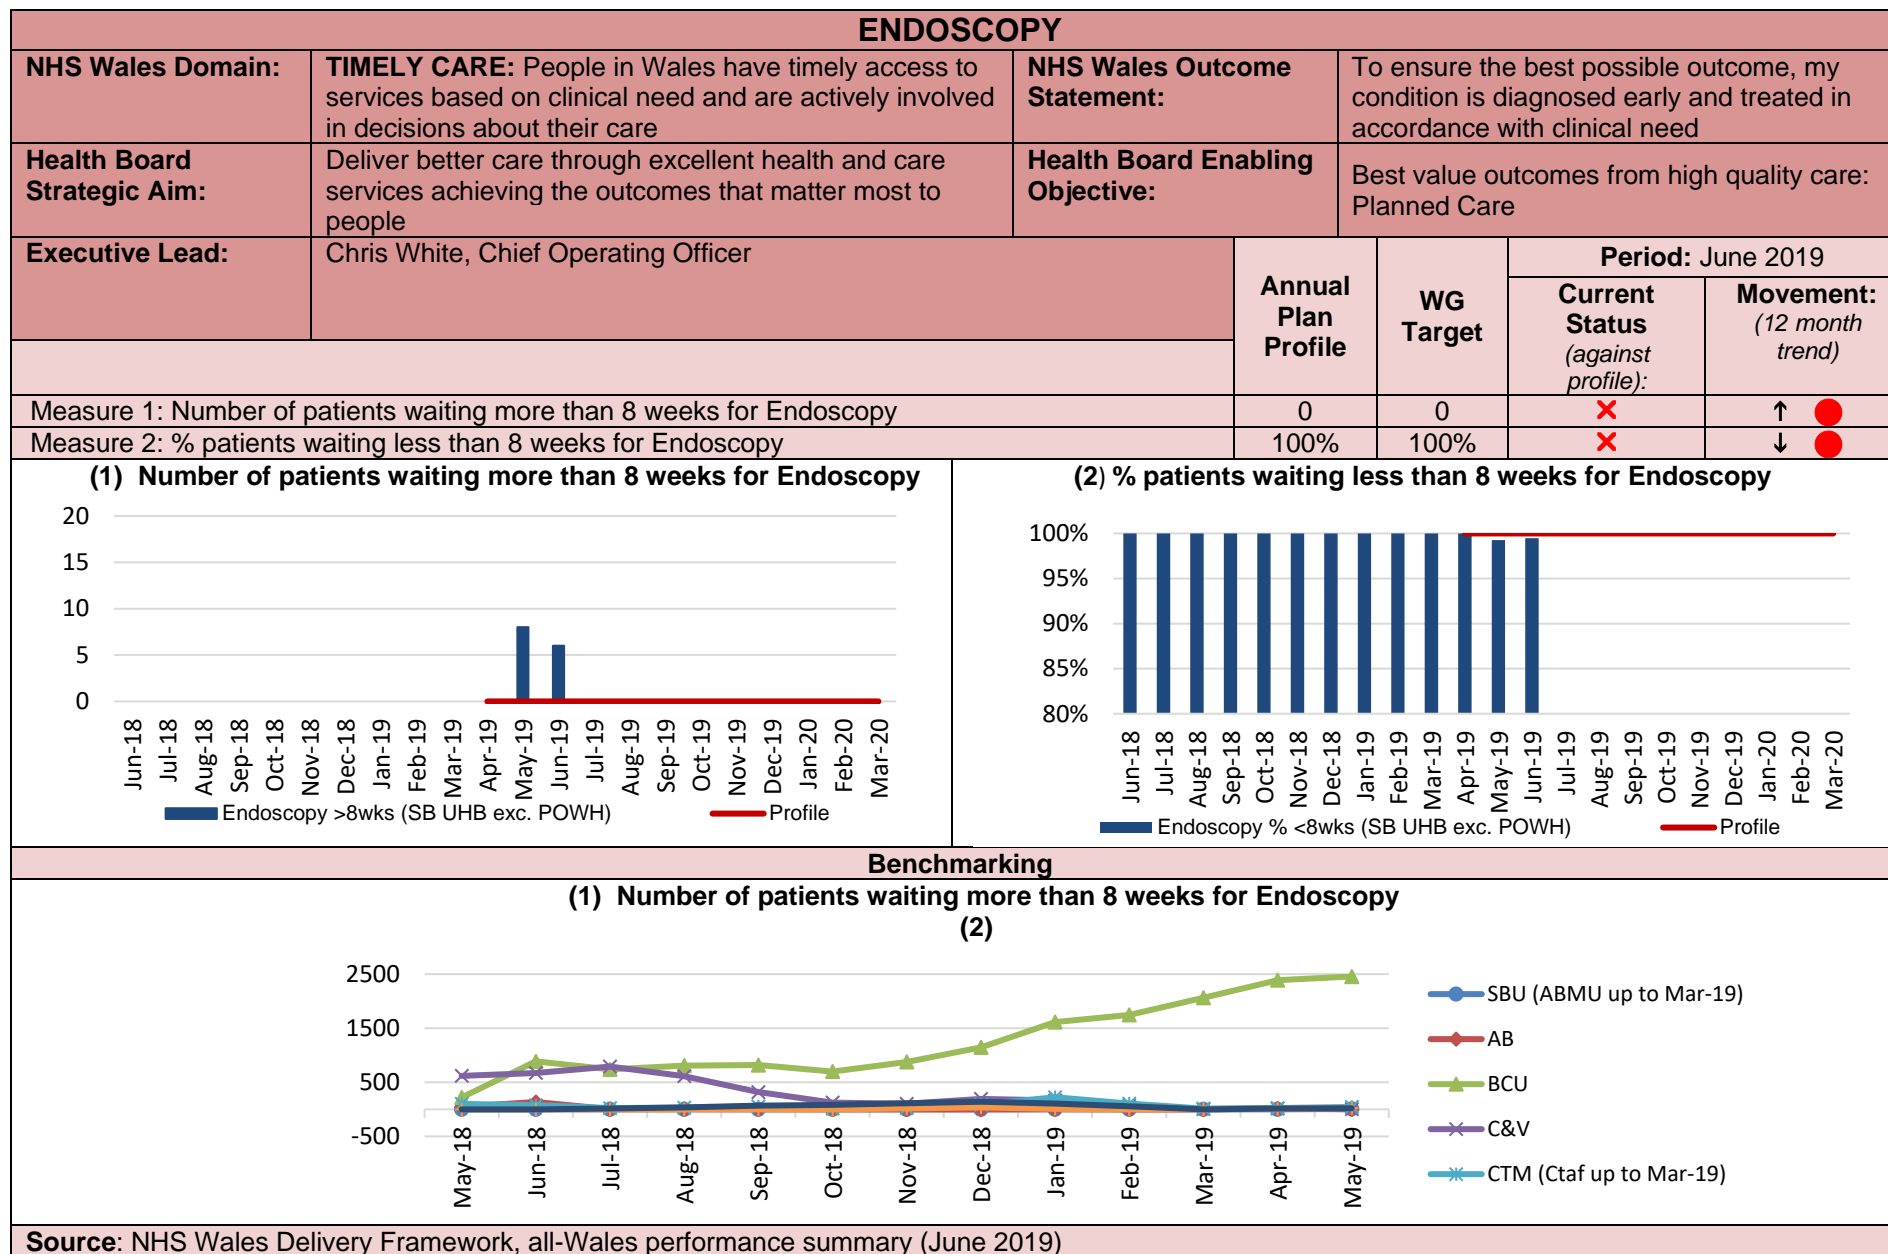 ENDOSCOPY
NHS Wales Domain:
TIMELY CARE: People in Wales have timely access to
services based on clinical need and are actively involved
in decisions about their care
NHS Wales Outcome
Statement:
To ensure the best possible outcome, my
condition is diagnosed early and treated in
accordance with clinical need
Health Board
Strategic Aim:
Deliver better care through excellent health and care
services achieving the outcomes that matter most to
people
Health Board Enabling
Objective:
Best value outcomes from high quality care:
Planned Care
Executive Lead:
Chris White, Chief Operating Officer
Annual
Plan
Profile
WG
Target
Period: June 2019
Current
Status
(against
profile):
Movement:
(12 month
trend)
Measure 1: Number of patients waiting more than 8 weeks for Endoscopy
0
0
✕
↑
Measure 2: % patients waiting less than 8 weeks for Endoscopy
100%
100%
✕
↓
(1) Number of patients waiting more than 8 weeks for Endoscopy
20
15
10
5
0
Jun-18
Jul-18
Aug-18
Sep-18
Oct-18
Nov-18
Dec-18
Jan-19
Feb-19
Mar-19
Apr-19
May-19
Jun-19
Jul-19
Aug-19
Sep-19
Oct-19
Nov-19
Dec-19
Jan-20
Feb-20
Mar-20
Endoscopy >8wks (SB UHB exc. POWH)
Profile
(2) % patients waiting less than 8 weeks for Endoscopy
100%
95%
90%
85%
80%
Jun-18
Jul-18
Aug-18
Sep-18
Oct-18
Nov-18
Dec-18
Jan-19
Feb-19
Mar-19
Apr-19
May-19
Jun-19
Jul-19
Aug-19
Sep-19
Oct-19
Nov-19
Dec-19
Jan-20
Feb-20
Mar-20
Endoscopy % <8wks (SB UHB exc. POWH)
Profile
Benchmarking
(1) Number of patients waiting more than 8 weeks for Endoscopy
(2)
2500
1500
500
-500
May-18
Jun-18
Jul-18
Aug-18
Sep-18
Oct-18
Nov-18
Dec-18
Jan-19
Feb-19
Mar-19
Apr-19
May-19
SBU (ABMU up to Mar-19)
AB
BCU
C&V
CTM (Ctaf up to Mar-19)
Source: NHS Wales Delivery Framework, all-Wales performance summary (June 2019)